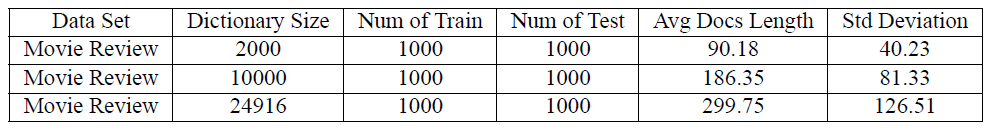 Data Set Dictionary Size Num of Train Num of Test Avg Docs Length Std Deviation
Movie Review 2000 1000 1000 90.18 40.23
Movie Review 10000 1000 1000 186.35 81.33
Movie Review 24916 1000 1000 299.75 126.51